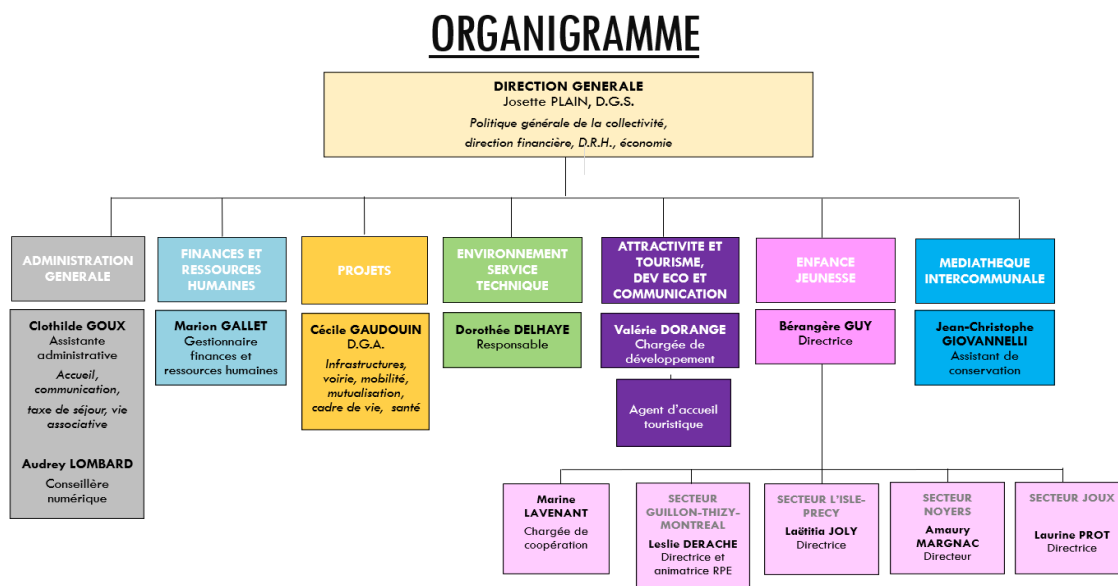 ORGANIGRAMME
DIRECTION GENERALE
Josette PLAIN, D.G.S.
Politique générale de la collectivité,
direction financière, D.R.H., économie
ADMINISTRATION
GENERALE
Clothilde GOUX
Assistante
administrative
Accueil,
communication,
taxe de séjour, vie
associative
Audrey LOMBARD
Conseillère
numérique
FINANCES ET
RESSOURCES
HUMAINES
Marion GALLET
Gestionnaire
finances et
ressources humaines
PROJETS
Cécile GAUDOUIN
D.G.A.
Infrastructures,
voirie, mobilité,
mutualisation,
cadre de vie, santé
ENVIRONNEMENT
SERVICE
TECHNIQUE
Dorothée DELHAYE
Responsable
ATTRACTIVITE ET
TOURISME,
DEV ECO ET
COMMUNICATION
Valérie DORANGE
Chargée de
développement
Agent d'accueil
touristique
ENFANCE
JEUNESSE
Bérangère GUY
Directrice
MEDIATHEQUE
INTERCOMMUNALE
Jean-Christophe
GIOVANNELLI
Assistant de
conservation
Marine
LAVENANT
Chargée de
coopération
SECTEUR
GUILLON-THIZY-
MONTREAL
Leslie DERACHE
Directrice et
animatrice RPE
SECTEUR L'ISLE-
PRECY
Laëtitia JOLY
Directrice
SECTEUR
NOYERS
Amaury
MARGNAC
Directeur
SECTEUR JOUX
Laurine PROT
Directrice